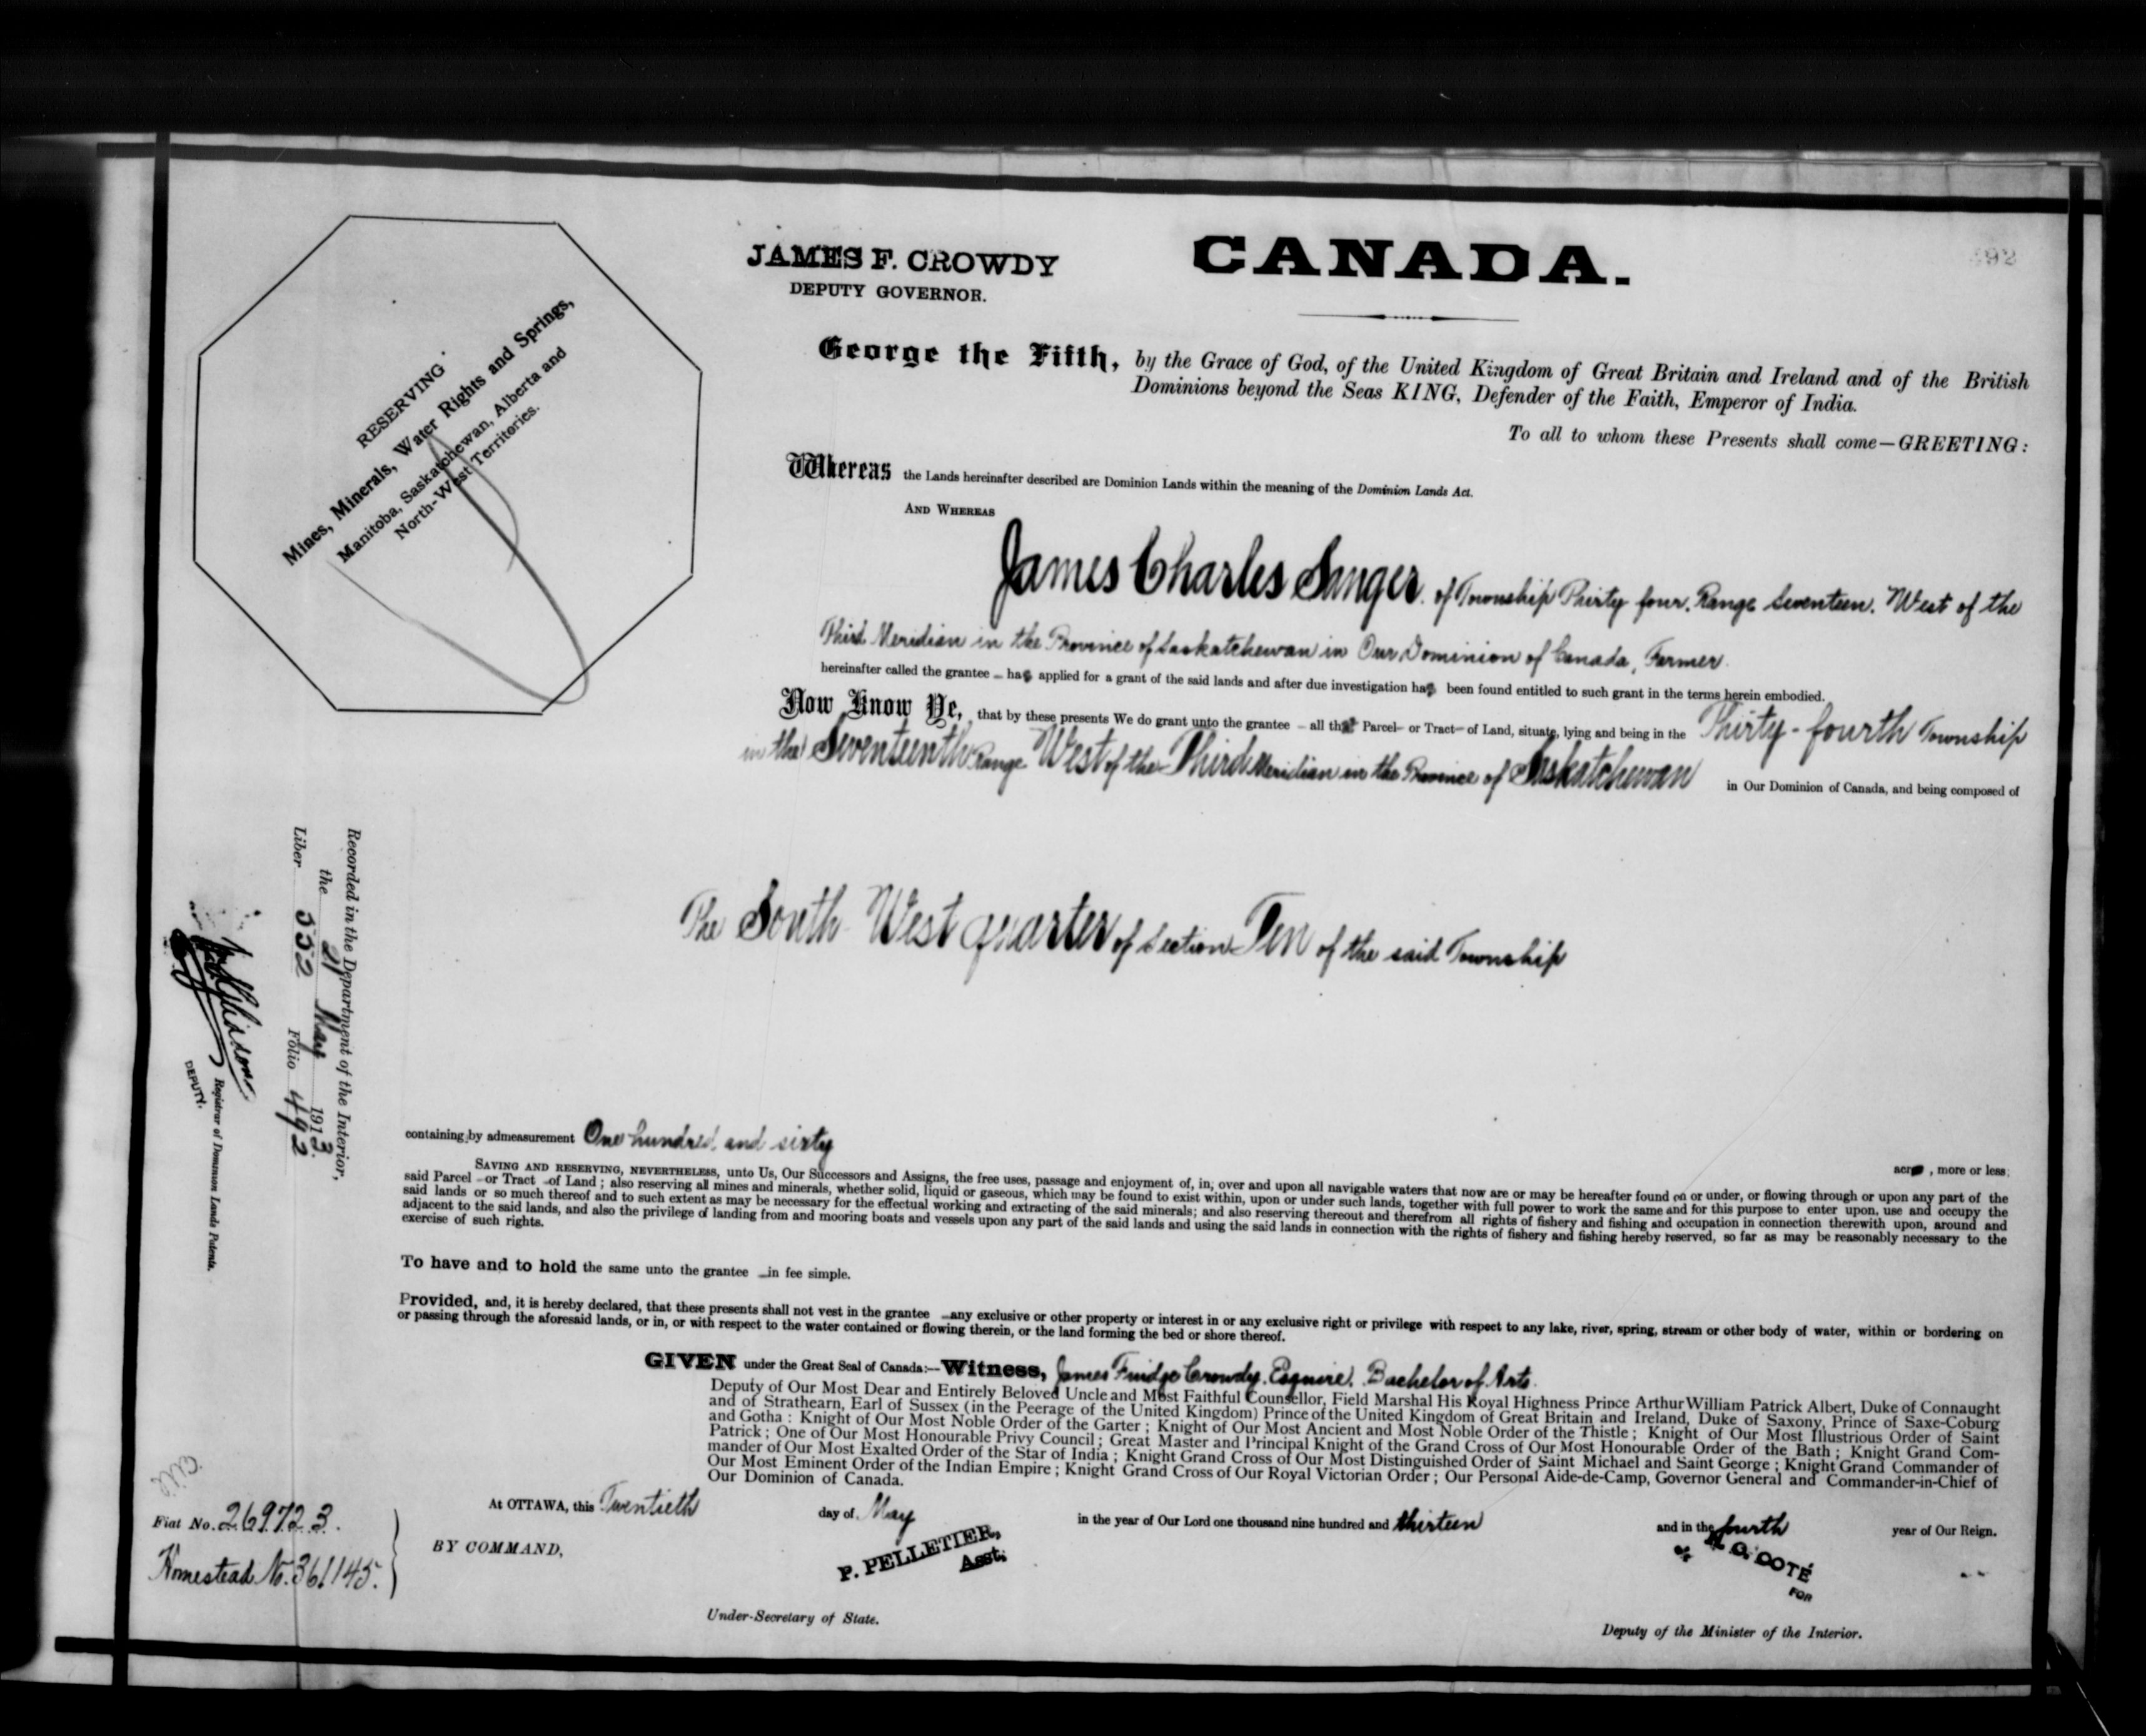 JAMES F. CROWDY
DEPUTY GOVERNOR.
CANADA.
RESERVING
Mines, Minerals, Water Rights and Springs,
Manitoba, Saskatchewan, Alberta and
North-West Territories.
George the Fifth, by the Grace of God, of the United Kingdom of Great Britain and Ireland and of the British
Dominions beyond the Seas KING, Defender of the Faith, Emperor of India.
To all to whom these Presents shall come—GREETING:
Whereas the Lands hereinafter described are Dominion Lands within the meaning of the Dominion Lands Act.
AND WHEREAS
James Charles Singer of Township Thirty four, Range Seventeen, West of the
Third Meridian in the Province of Saskatchewan in Our Dominion of Canada, Farmer
hereinafter called the grantee – has applied for a grant of the said lands and after due investigation has been found entitled to such grant in the terms herein embodied.
Now Know Ye, that by these presents We do grant unto the grantee – all that Parcel– or Tract– of Land, situate, lying and being in the Thirty-fourth Township
in the Seventeenth Range West of the Third Meridian in the Province of Saskatchewan in Our Dominion of Canada, and being composed of
The South West quarter of Section Ten of the said Township
containing by admeasurement One hundred and sixty
acres, more or less;
SAVING AND RESERVING, NEVERTHELESS, unto Us, Our Successors and Assigns, the free uses, passage and enjoyment of, in, over and upon all navigable waters that now are or may be hereafter found on or under, or flowing through or upon any part of the
said Parcel – or Tract – of Land; also reserving all mines and minerals, whether solid, liquid or gaseous, which may be found to exist within, upon or under such lands, together with full power to work the same and for this purpose to enter upon, use and occupy the
said lands or so much thereof and to such extent as may be necessary for the effectual working and extracting of the said minerals; and also reserving thereout and therefrom all rights of fishery and fishing and occupation in connection therewith upon, around and
adjacent to the said lands, and also the privilege of landing from and mooring boats and vessels upon any part of the said lands and using the said lands in connection with the rights of fishery and fishing hereby reserved, so far as may be reasonably necessary to the
exercise of such rights.
To have and to hold the same unto the grantee – in fee simple.
Provided, and, it is hereby declared, that these presents shall not vest in the grantee – any exclusive or other property or interest in or any exclusive right or privilege with respect to any lake, river, spring, stream or other body of water, within or bordering on
or passing through the aforesaid lands, or in, or with respect to the water contained or flowing therein, or the land forming the bed or shore thereof.
GIVEN under the Great Seal of Canada:—Witness, James Fudge Crowdy, Esquire, Bachelor of Arts
Deputy of Our Most Dear and Entirely Beloved Uncle and Most Faithful Counsellor, Field Marshal His Royal Highness Prince Arthur William Patrick Albert, Duke of Connaught
and of Strathearn, Earl of Sussex (in the Peerage of the United Kingdom) Prince of the United Kingdom of Great Britain and Ireland, Duke of Saxony, Prince of Saxe-Coburg
and Gotha: Knight of Our Most Noble Order of the Garter; Knight of Our Most Ancient and Most Noble Order of the Thistle; Knight of Our Most Illustrious Order of Saint
Patrick; One of Our Most Honourable Privy Council; Great Master and Principal Knight of the Grand Cross of Our Most Honourable Order of the Bath; Knight Grand Com-
mander of Our Most Exalted Order of the Star of India; Knight Grand Cross of Our Most Distinguished Order of Saint Michael and Saint George; Knight Grand Commander of
Our Most Eminent Order of the Indian Empire; Knight Grand Cross of Our Royal Victorian Order; Our Personal Aide-de-Camp, Governor General and Commander-in-Chief of
Our Dominion of Canada.
At OTTAWA, this Twentieth day of May in the year of Our Lord one thousand nine hundred and thirteen and in the fourth year of Our Reign.
BY COMMAND,
P. PELLETIER,
Asst.
Under-Secretary of State.
N. O. COTÉ
FOR
Deputy of the Minister of the Interior.
Recorded in the Department of the Interior,
the 21 May 1913.
Liber 552 Folio 492
Registrar of Dominion Lands Patents.
DEPUTY.
Fiat No. 269723.
Homestead No. 361145.